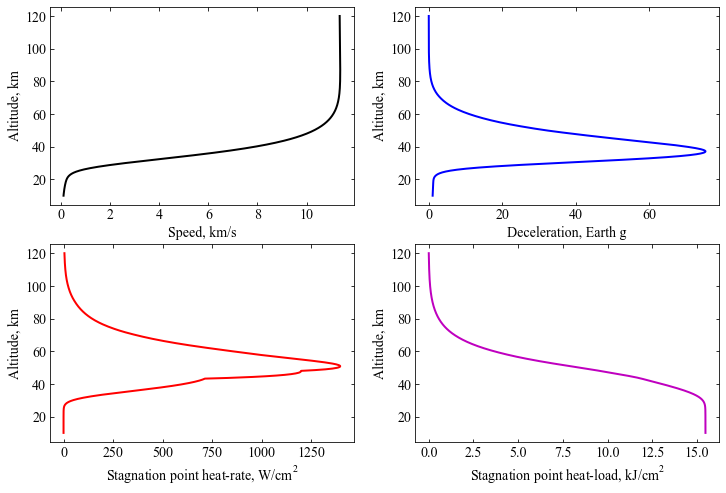 120
100
80
60
40
20
Altitude, km
0 2 4 6 8 10
Speed, km/s
120
100
80
60
40
20
Altitude, km
0 20 40 60
Deceleration, Earth g
120
100
80
60
40
20
Altitude, km
0 250 500 750 1000 1250
Stagnation point heat-rate, W/cm²
120
100
80
60
40
20
Altitude, km
0.0 2.5 5.0 7.5 10.0 12.5 15.0
Stagnation point heat-load, kJ/cm²